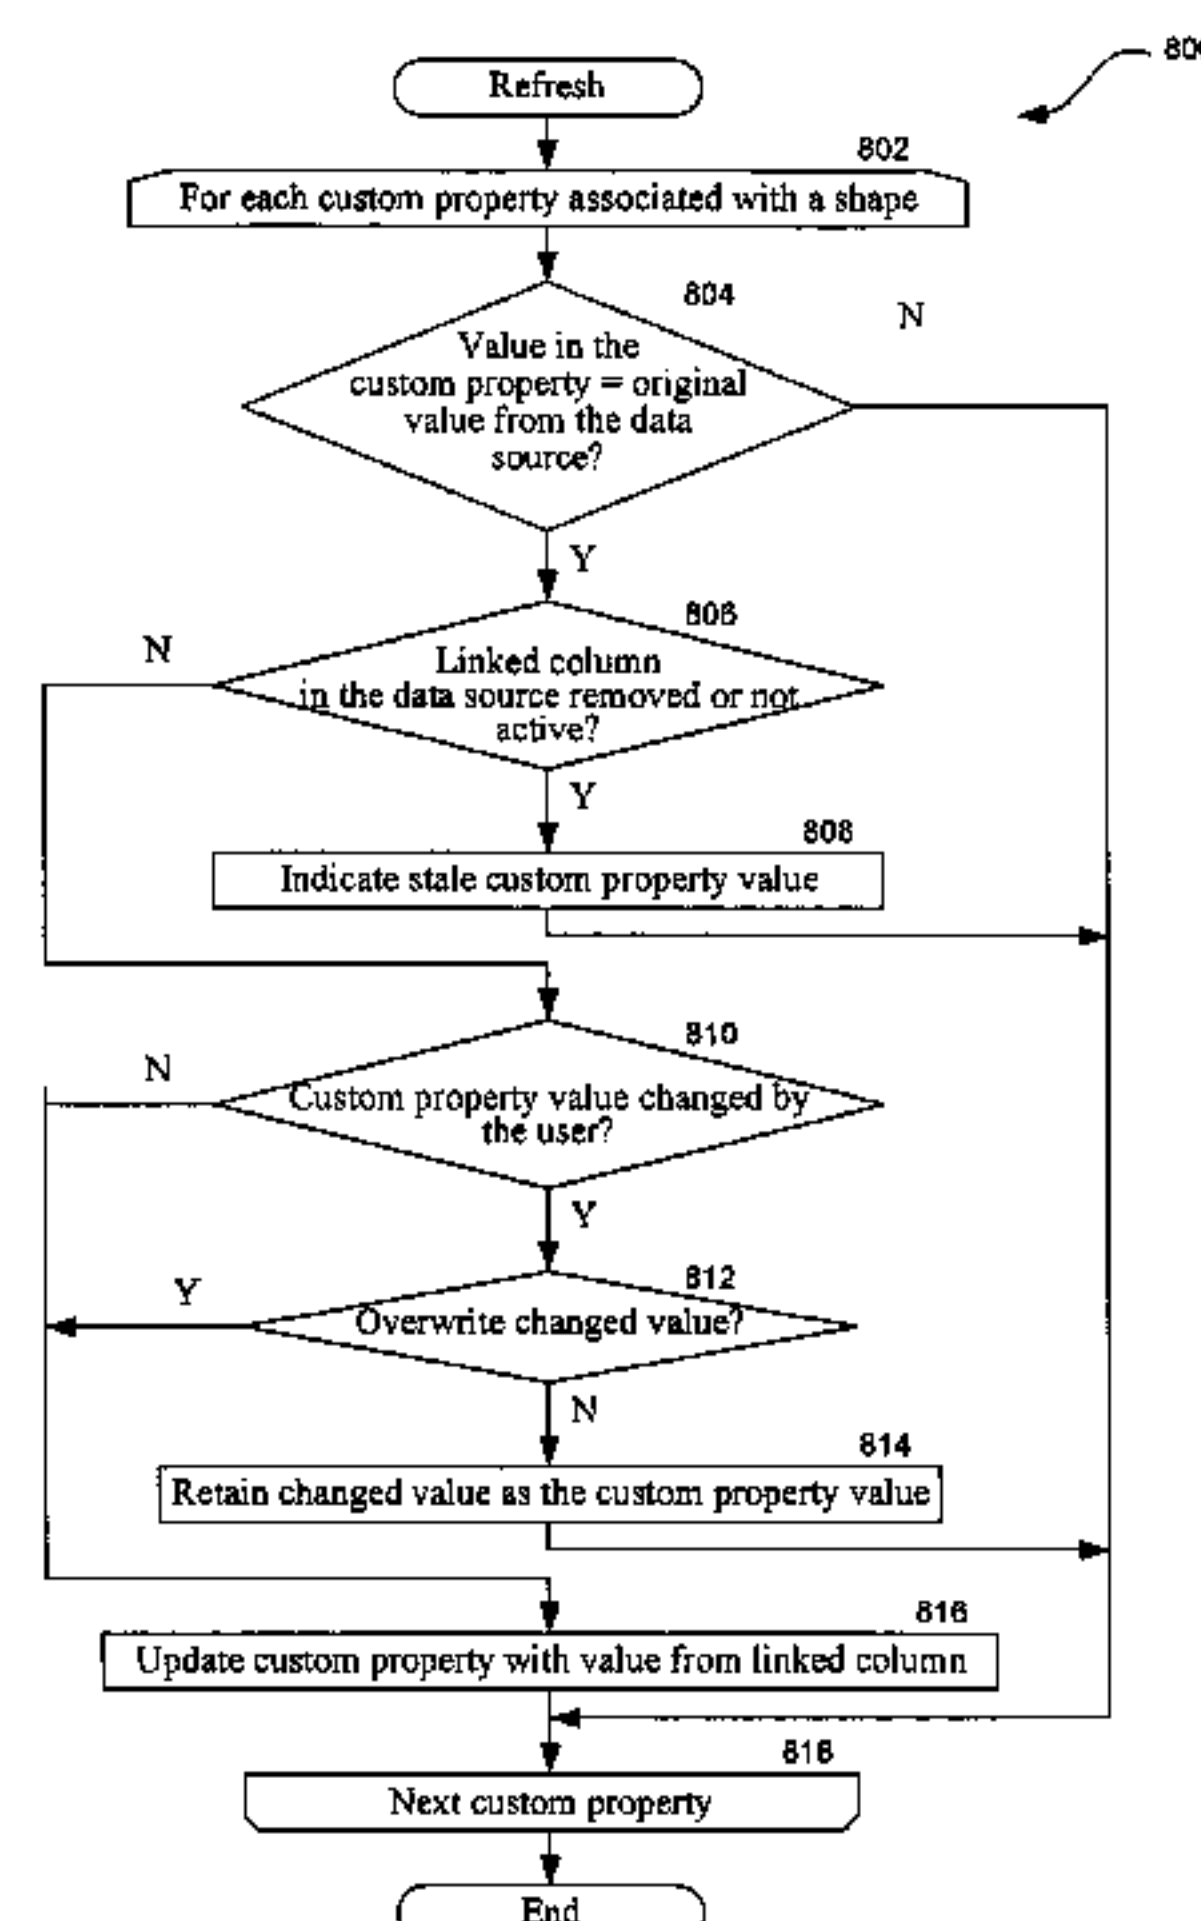 Refresh
802
For each custom property associated with a shape
804
N
Value in the
custom property = original
value from the data
source?
Y
806
N
Linked column
in the data source removed or not
active?
Y
808
Indicate stale custom property value
810
N
Custom property value changed by
the user?
Y
812
Y
Overwrite changed value?
N
814
Retain changed value as the custom property value
816
Update custom property with value from linked column
818
Next custom property
End